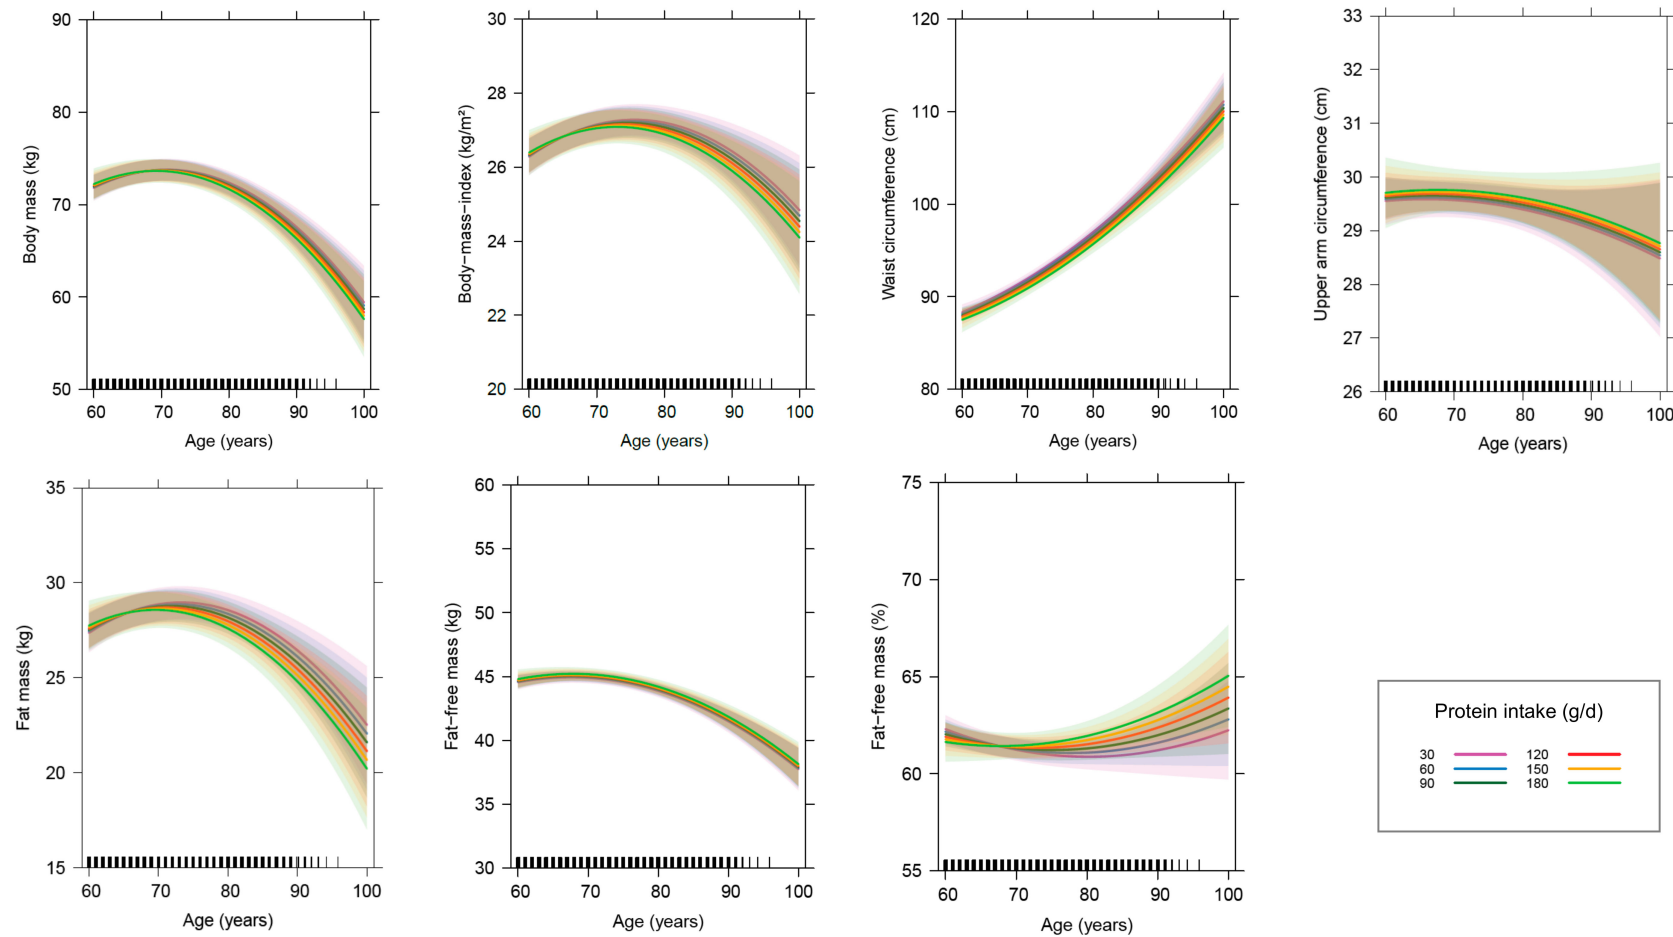 Body mass (kg)
90
80
70
60
50
60 70 80 90 100
Age (years)
Body−mass−index (kg/m²)
30
28
26
24
22
20
60 70 80 90 100
Age (years)
Waist circumference (cm)
120
110
100
90
80
60 70 80 90 100
Age (years)
Upper arm circumference (cm)
33
32
31
30
29
28
27
26
60 70 80 90 100
Age (years)
Fat mass (kg)
35
30
25
20
15
60 70 80 90 100
Age (years)
Fat−free mass (kg)
60
55
50
45
40
35
30
60 70 80 90 100
Age (years)
Fat−free mass (%)
75
70
65
60
55
60 70 80 90 100
Age (years)
Protein intake (g/d)
30 120
60 150
90 180